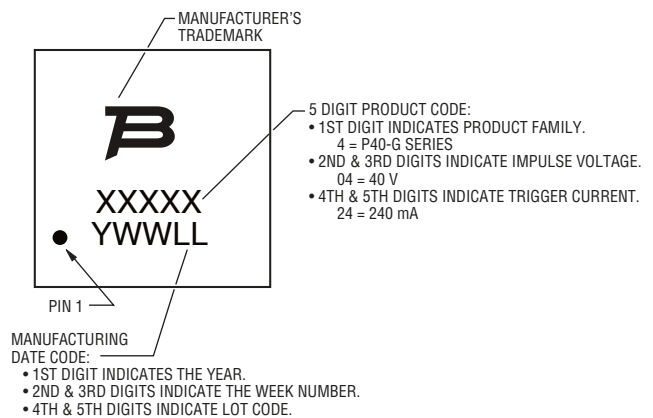 MANUFACTURER'S
TRADEMARK
5 DIGIT PRODUCT CODE:
• 1ST DIGIT INDICATES PRODUCT FAMILY.
4 = P40-G SERIES
• 2ND & 3RD DIGITS INDICATE IMPULSE VOLTAGE.
04 = 40 V
• 4TH & 5TH DIGITS INDICATE TRIGGER CURRENT.
24 = 240 mA
XXXXX
YWWLL
PIN 1
MANUFACTURING
DATE CODE:
• 1ST DIGIT INDICATES THE YEAR.
• 2ND & 3RD DIGITS INDICATE THE WEEK NUMBER.
• 4TH & 5TH DIGITS INDICATE LOT CODE.